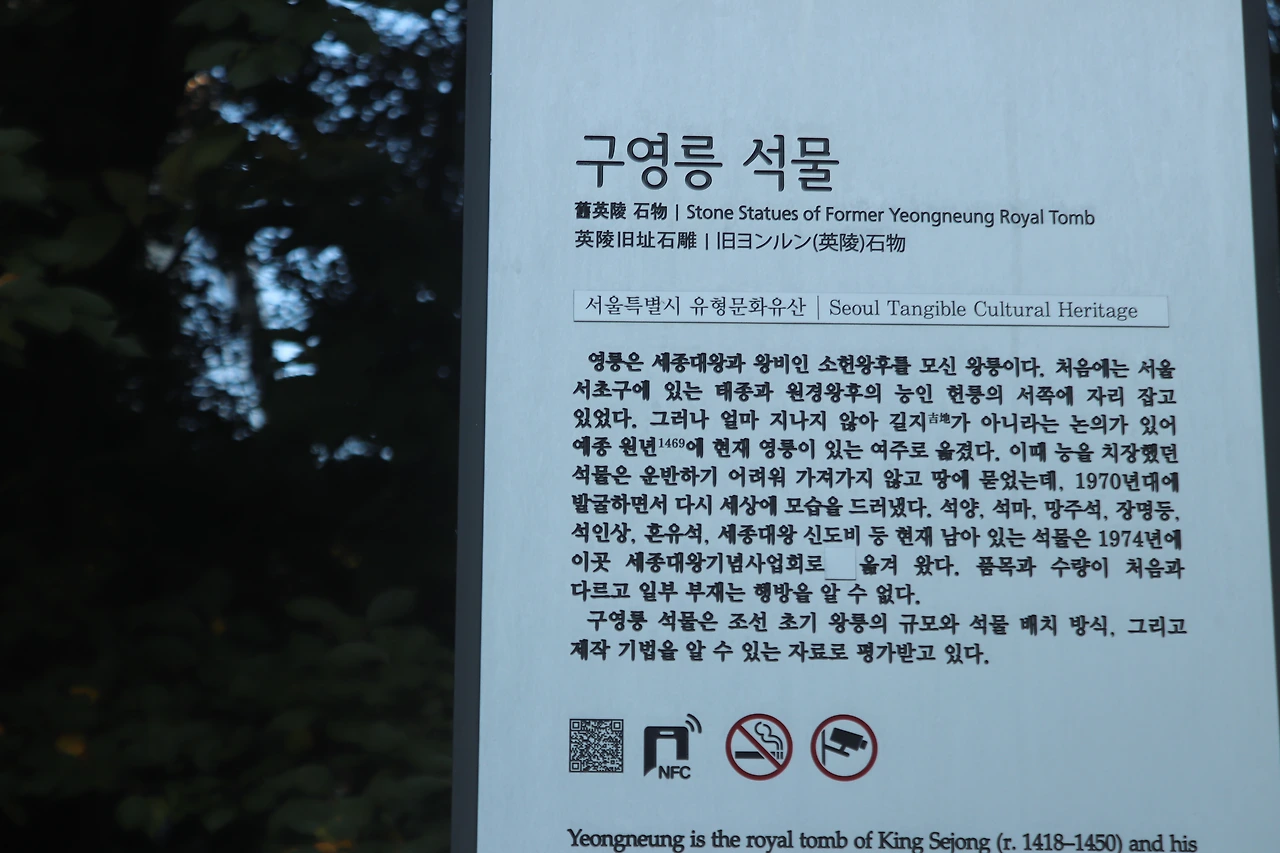 구영릉 석물
舊英陵 石物 | Stone Statues of Former Yeongneung Royal Tomb
英陵旧址石雕 | 旧ヨンルン(英陵)石物
서울특별시 유형문화유산 | Seoul Tangible Cultural Heritage
영릉은 세종대왕과 왕비인 소헌왕후를 모신 왕릉이다. 처음에는 서울
서초구에 있는 태종과 원경왕후의 능인 헌릉의 서쪽에 자리 잡고
있었다. 그러나 얼마 지나지 않아 길지吉地가 아니라는 논의가 있어
예종 원년1469에 현재 영릉이 있는 여주로 옮겼다. 이때 능을 치장했던
석물은 운반하기 어려워 가져가지 않고 땅에 묻었는데, 1970년대에
발굴하면서 다시 세상에 모습을 드러냈다. 석양, 석마, 망주석, 장명등,
석인상, 혼유석, 세종대왕 신도비 등 현재 남아 있는 석물은 1974년에
이곳 세종대왕기념사업회로 옮겨 왔다. 품목과 수량이 처음과
다르고 일부 부재는 행방을 알 수 없다.
구영릉 석물은 조선 초기 왕릉의 규모와 석물 배치 방식, 그리고
제작 기법을 알 수 있는 자료로 평가받고 있다.
NFC
Yeongneung is the royal tomb of King Sejong (r. 1418–1450) and his